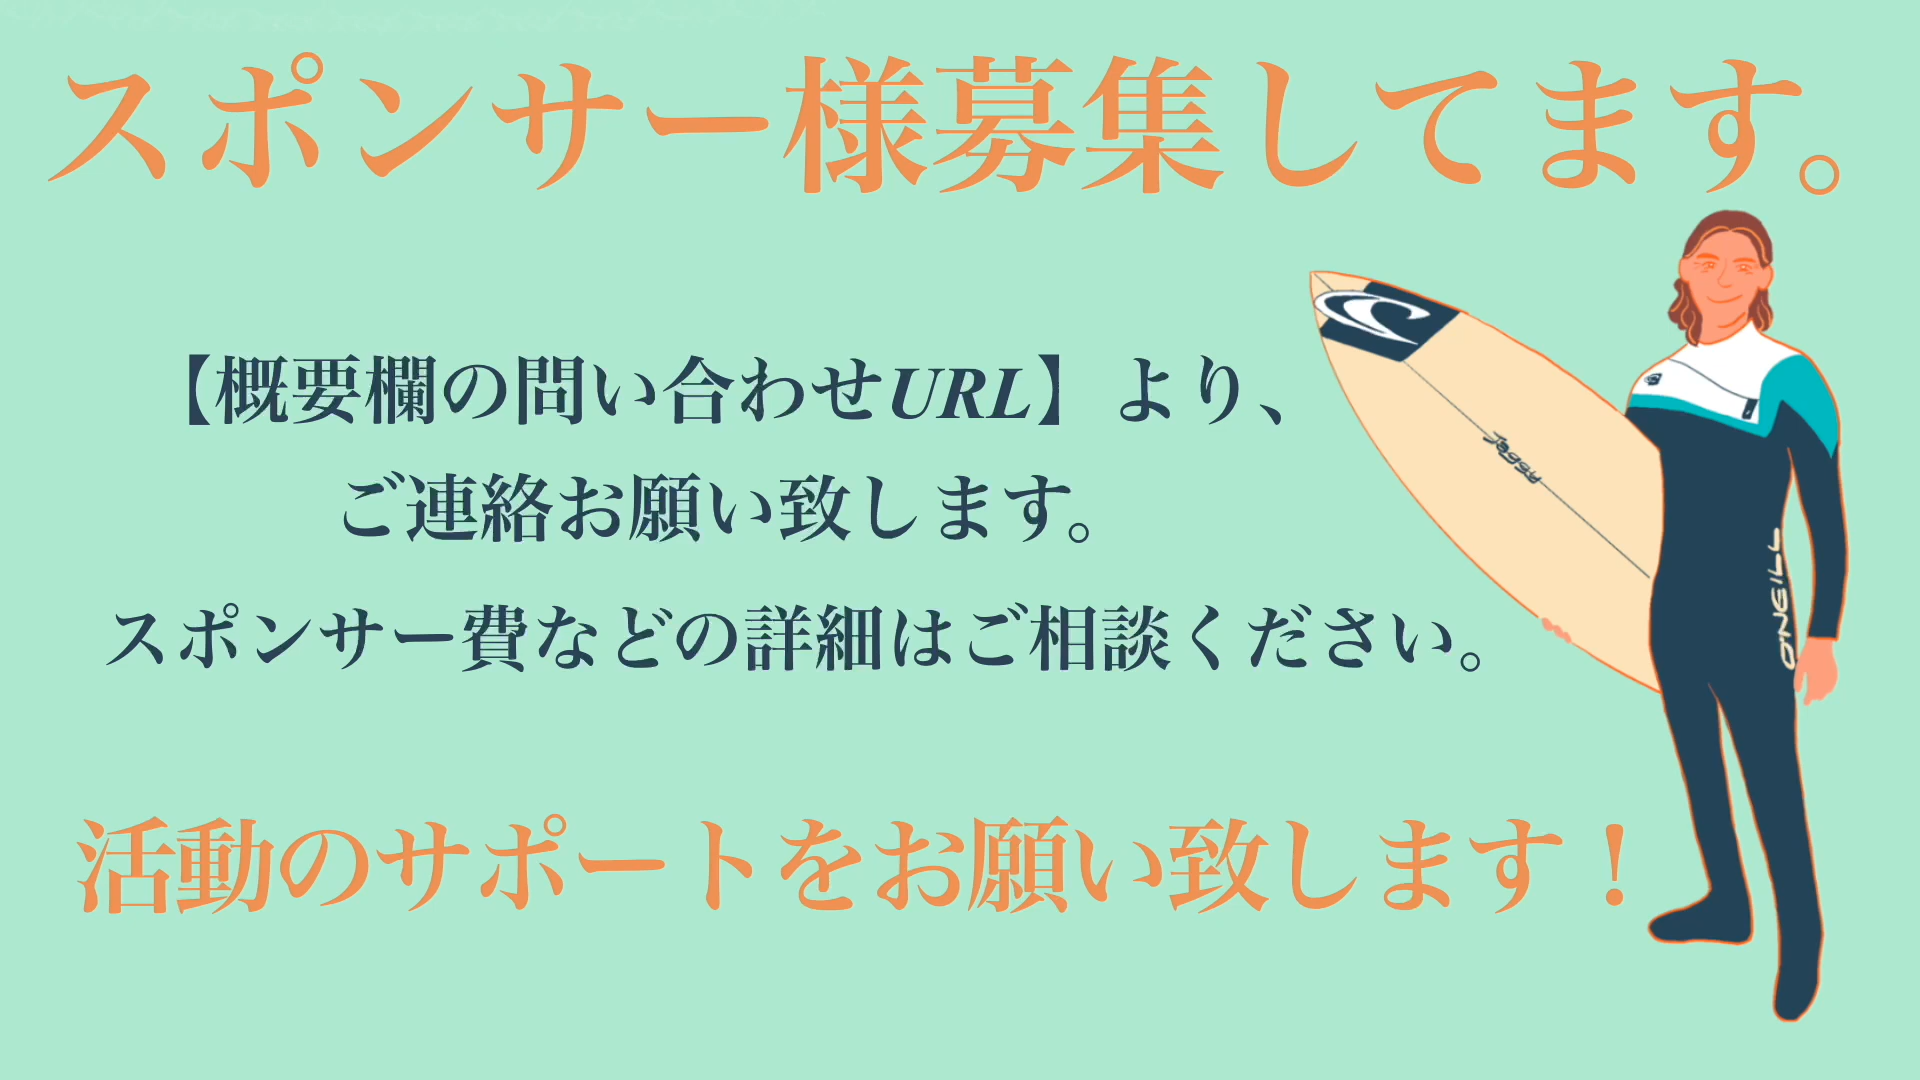 スポンサー様募集してます。
【概要欄の問い合わせURL】より、
ご連絡お願い致します。
スポンサー費などの詳細はご相談ください。
活動のサポートをお願い致します！
Jaggy
O'NEILL